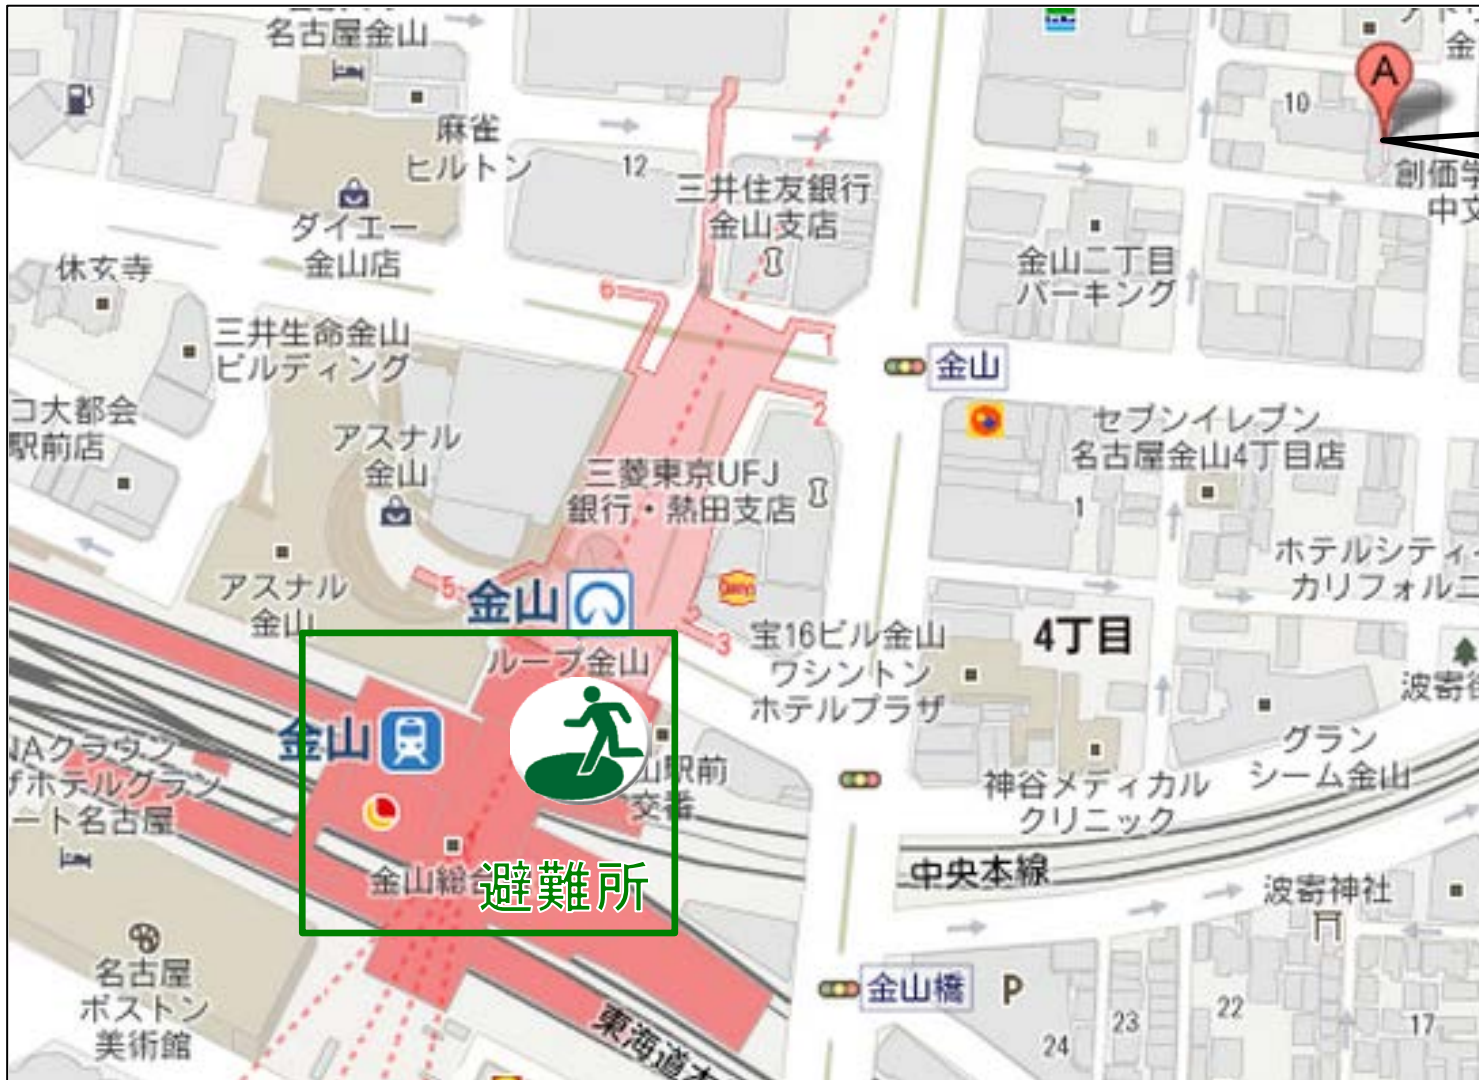 名古屋金山
麻雀
ヒルトン
12
10
A
金
三井住友銀行
金山支店
創価学
中文
ダイエー
金山店
休玄寺
金山二丁目
パーキング
6
三井生命金山
ビルディング
1
金山
2
コ大都会
駅前店
アスナル
金山
セブンイレブン
名古屋金山4丁目店
三菱東京UFJ
銀行・熱田支店
1
ホテルシティ
カリフォルニ
アスナル
金山
5
金山
3
宝16ビル金山
ワシントン
ホテルプラザ
4丁目
ループ金山
波寄
金山
NAクラウン
ザホテルグラン
ート名古屋
山駅前
交番
神谷メディカル
クリニック
グラン
シーム金山
金山総合
避難所
中央本線
波寄神社
名古屋
ボストン
美術館
金山橋
P
東海道本
24
23
22
17